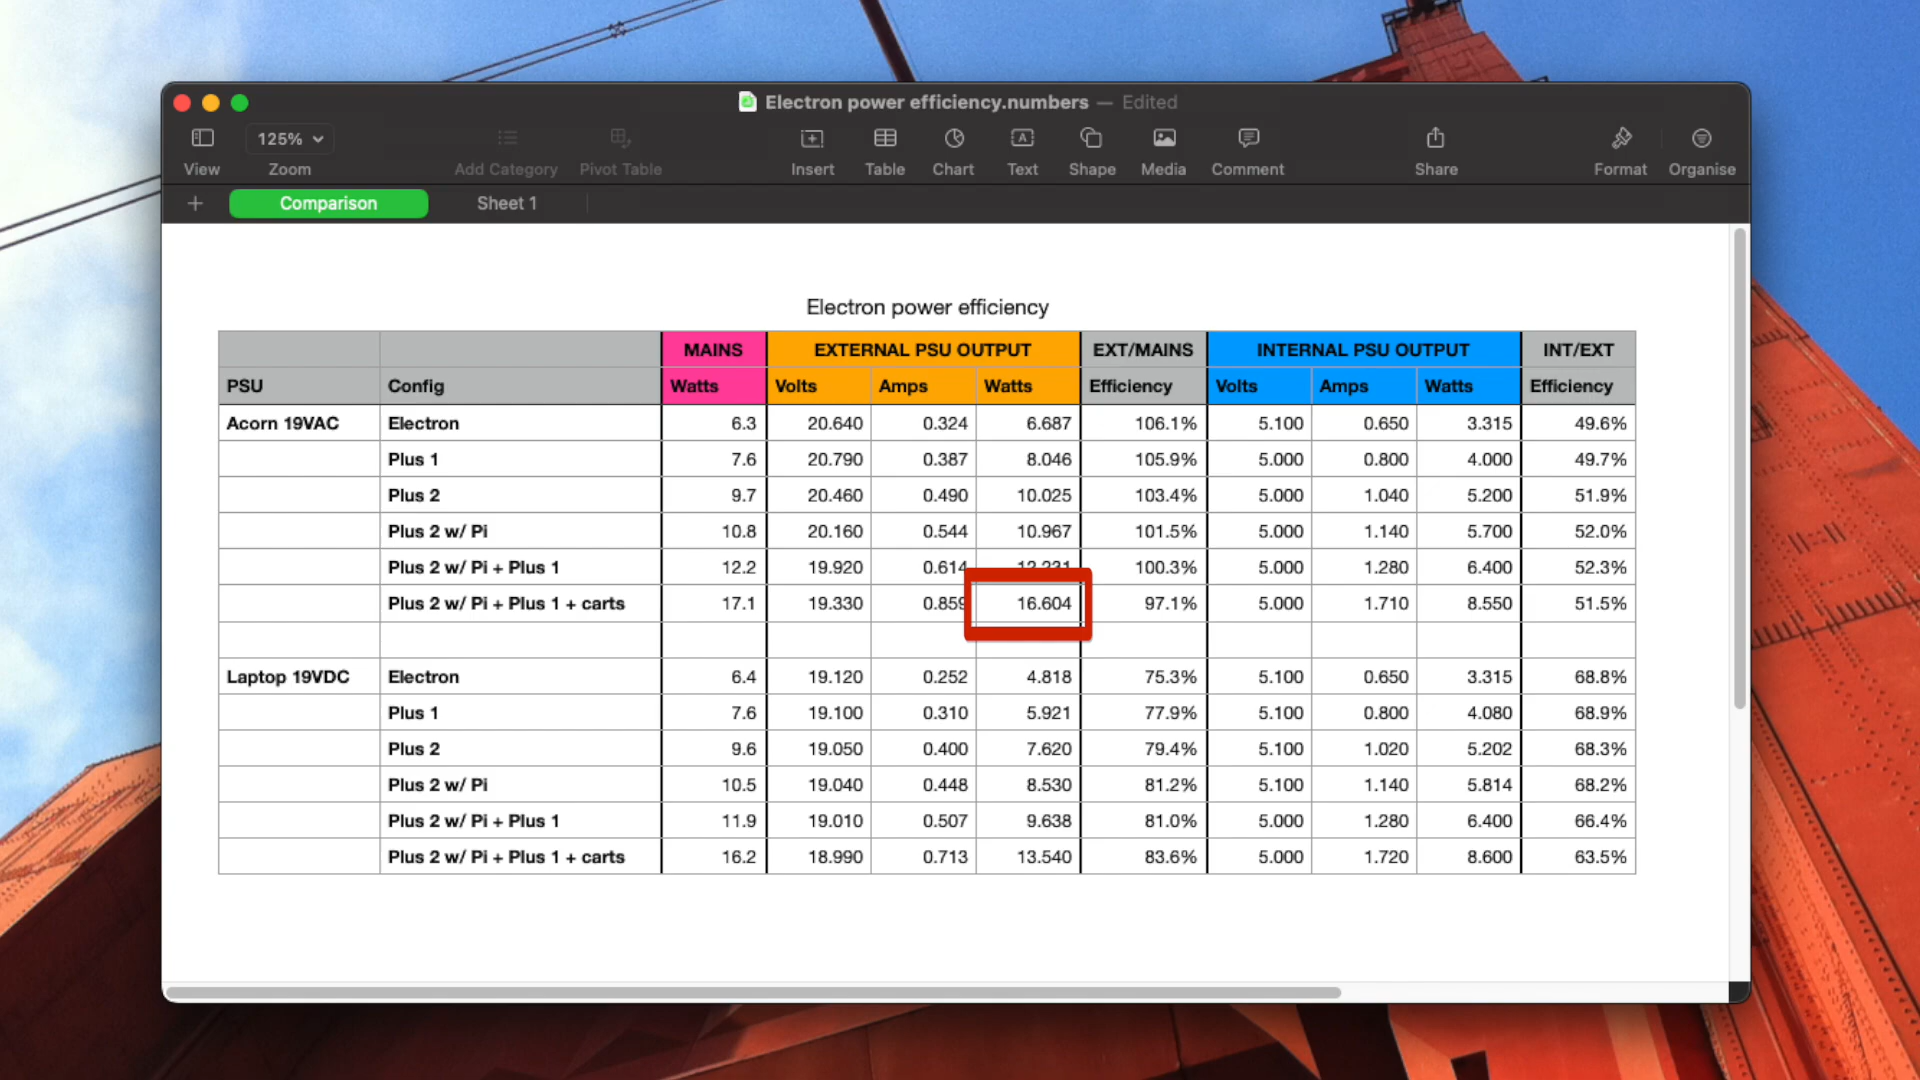 Electron power efficiency.numbers — Edited
125%
View Zoom Add Category Pivot Table Insert Table Chart Text Shape Media Comment Share Format Organise
+ Comparison Sheet 1
Electron power efficiency
MAINS EXTERNAL PSU OUTPUT EXT/MAINS INTERNAL PSU OUTPUT INT/EXT
PSU Config Watts Volts Amps Watts Efficiency Volts Amps Watts Efficiency
Acorn 19VAC Electron 6.3 20.640 0.324 6.687 106.1% 5.100 0.650 3.315 49.6%
Plus 1 7.6 20.790 0.387 8.046 105.9% 5.000 0.800 4.000 49.7%
Plus 2 9.7 20.460 0.490 10.025 103.4% 5.000 1.040 5.200 51.9%
Plus 2 w/ Pi 10.8 20.160 0.544 10.967 101.5% 5.000 1.140 5.700 52.0%
Plus 2 w/ Pi + Plus 1 12.2 19.920 0.614 12.231 100.3% 5.000 1.280 6.400 52.3%
Plus 2 w/ Pi + Plus 1 + carts 17.1 19.330 0.859 16.604 97.1% 5.000 1.710 8.550 51.5%
Laptop 19VDC Electron 6.4 19.120 0.252 4.818 75.3% 5.100 0.650 3.315 68.8%
Plus 1 7.6 19.100 0.310 5.921 77.9% 5.100 0.800 4.080 68.9%
Plus 2 9.6 19.050 0.400 7.620 79.4% 5.100 1.020 5.202 68.3%
Plus 2 w/ Pi 10.5 19.040 0.448 8.530 81.2% 5.100 1.140 5.814 68.2%
Plus 2 w/ Pi + Plus 1 11.9 19.010 0.507 9.638 81.0% 5.000 1.280 6.400 66.4%
Plus 2 w/ Pi + Plus 1 + carts 16.2 18.990 0.713 13.540 83.6% 5.000 1.720 8.600 63.5%